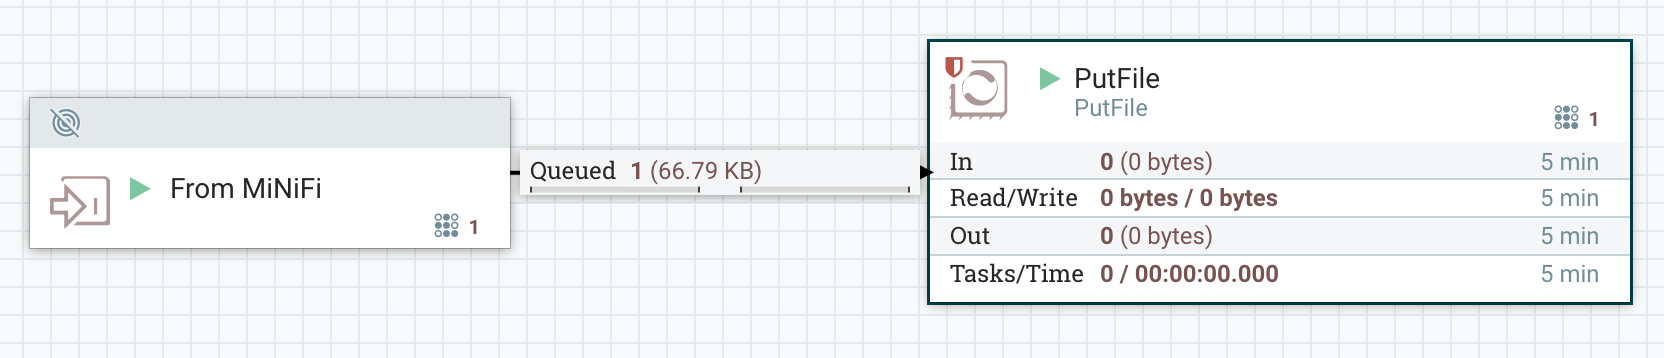 From MiNiFi
1
Queued 1 (66.79 KB)
PutFile
PutFile
1
In 0 (0 bytes) 5 min
Read/Write 0 bytes / 0 bytes 5 min
Out 0 (0 bytes) 5 min
Tasks/Time 0 / 00:00:00.000 5 min